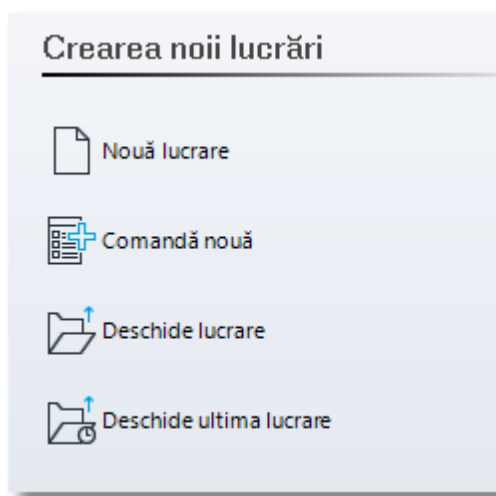 Crearea noii lucrări
Nouă lucrare
Comandă nouă
Deschide lucrare
Deschide ultima lucrare